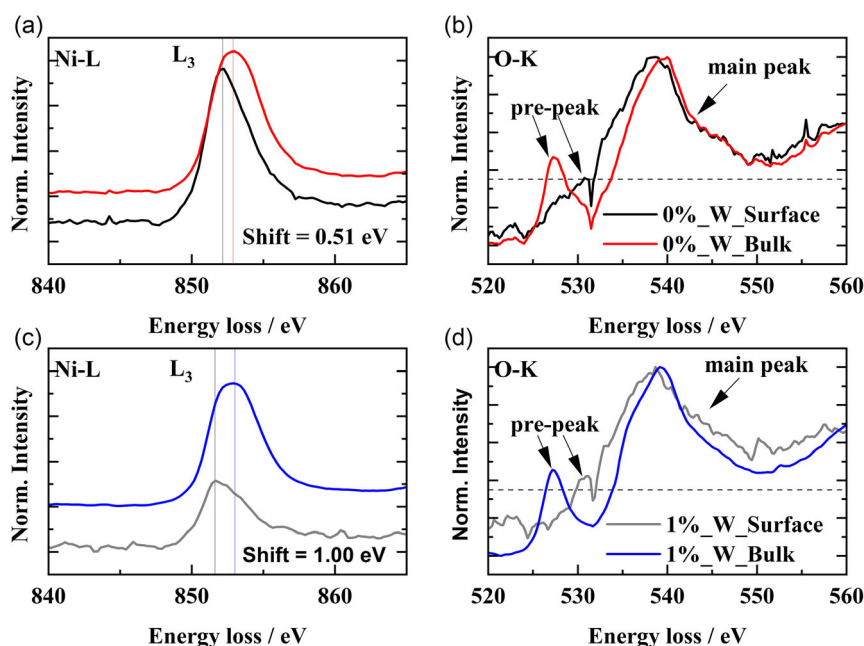 (a)
Ni-L
L3
Norm. Intensity
Shift = 0.51 eV
840 850 860
Energy loss / eV
(b)
O-K
main peak
pre-peak
Norm. Intensity
0%_W_Surface
0%_W_Bulk
520 530 540 550 560
Energy loss / eV
(c)
Ni-L
L3
Norm. Intensity
Shift = 1.00 eV
840 850 860
Energy loss / eV
(d)
O-K
main peak
pre-peak
Norm. Intensity
1%_W_Surface
1%_W_Bulk
520 530 540 550 560
Energy loss / eV